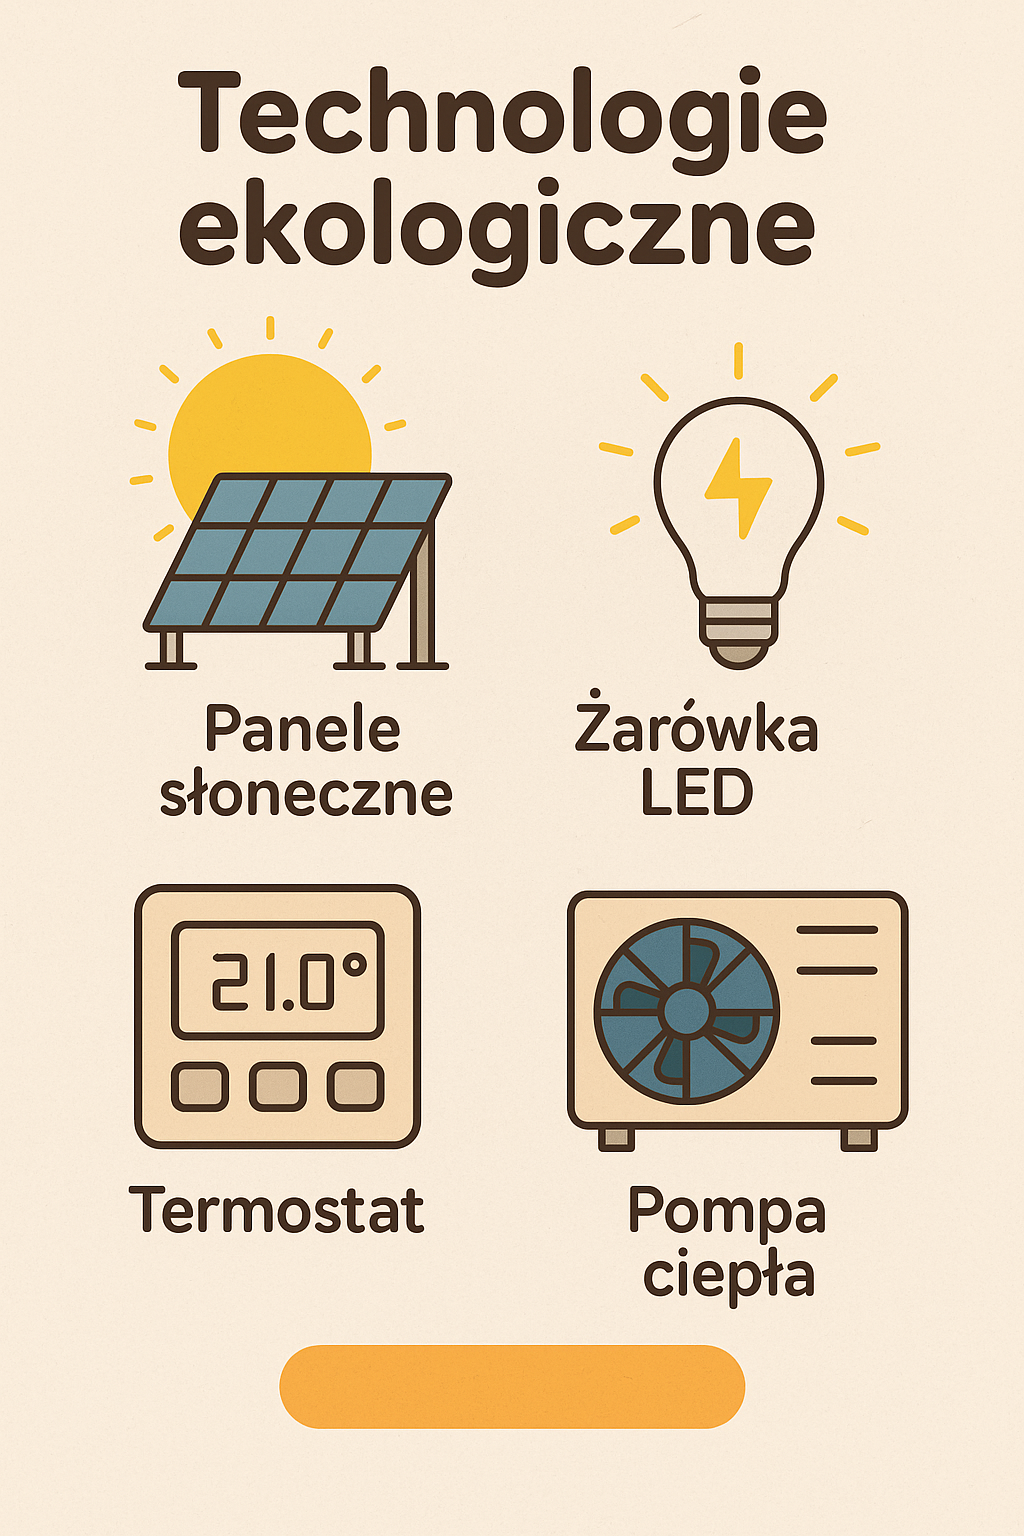 Technologie
ekologiczne
Panele
słoneczne
Żarówka
LED
21.0°
Termostat
Pompa
ciepła